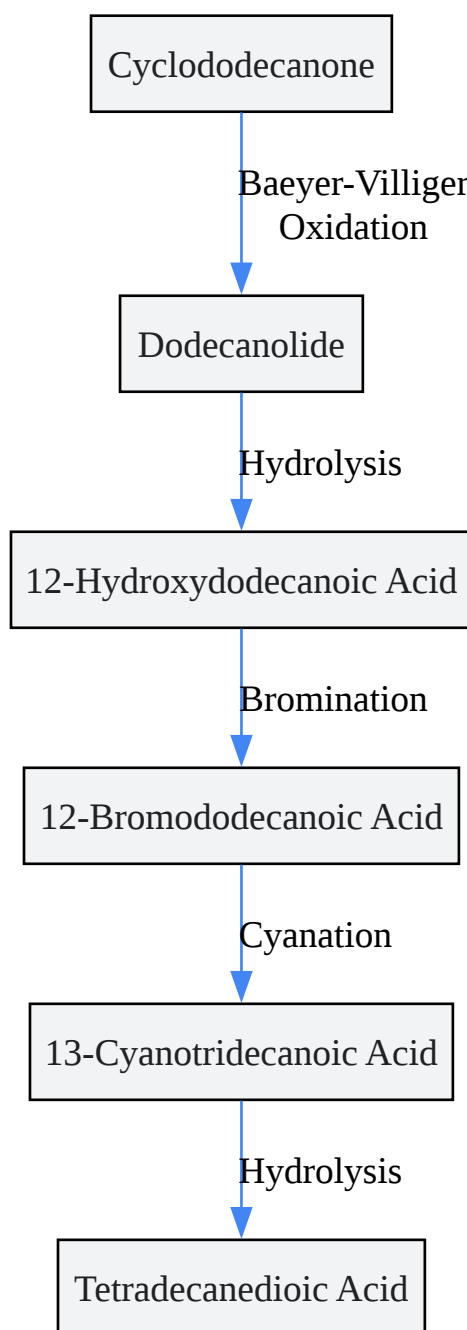 Cyclododecanone
Baeyer-Villiger
Oxidation
Dodecanolide
Hydrolysis
12-Hydroxydodecanoic Acid
Bromination
12-Bromododecanoic Acid
Cyanation
13-Cyanotridecanoic Acid
Hydrolysis
Tetradecanedioic Acid